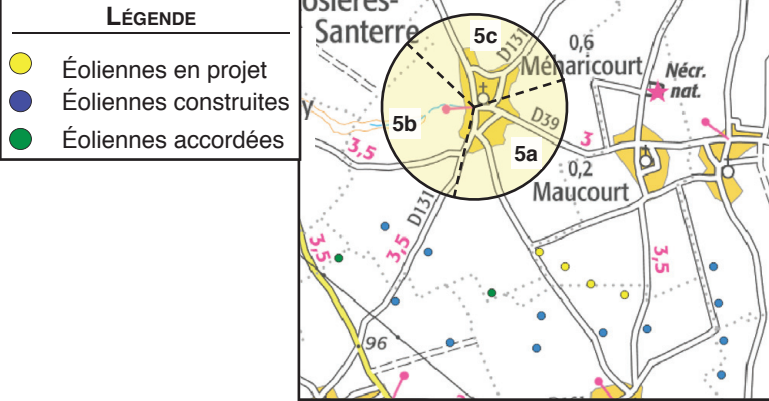 LÉGENDE
Éoliennes en projet
Éoliennes construites
Éoliennes accordées
osières-
Santerre
5c
D131
0,6
Méharicourt
Nécr.
nat.
y
5b
D39
3
3,5
5a
0,2
Maucourt
D131
3,5
3,5
3,5
96